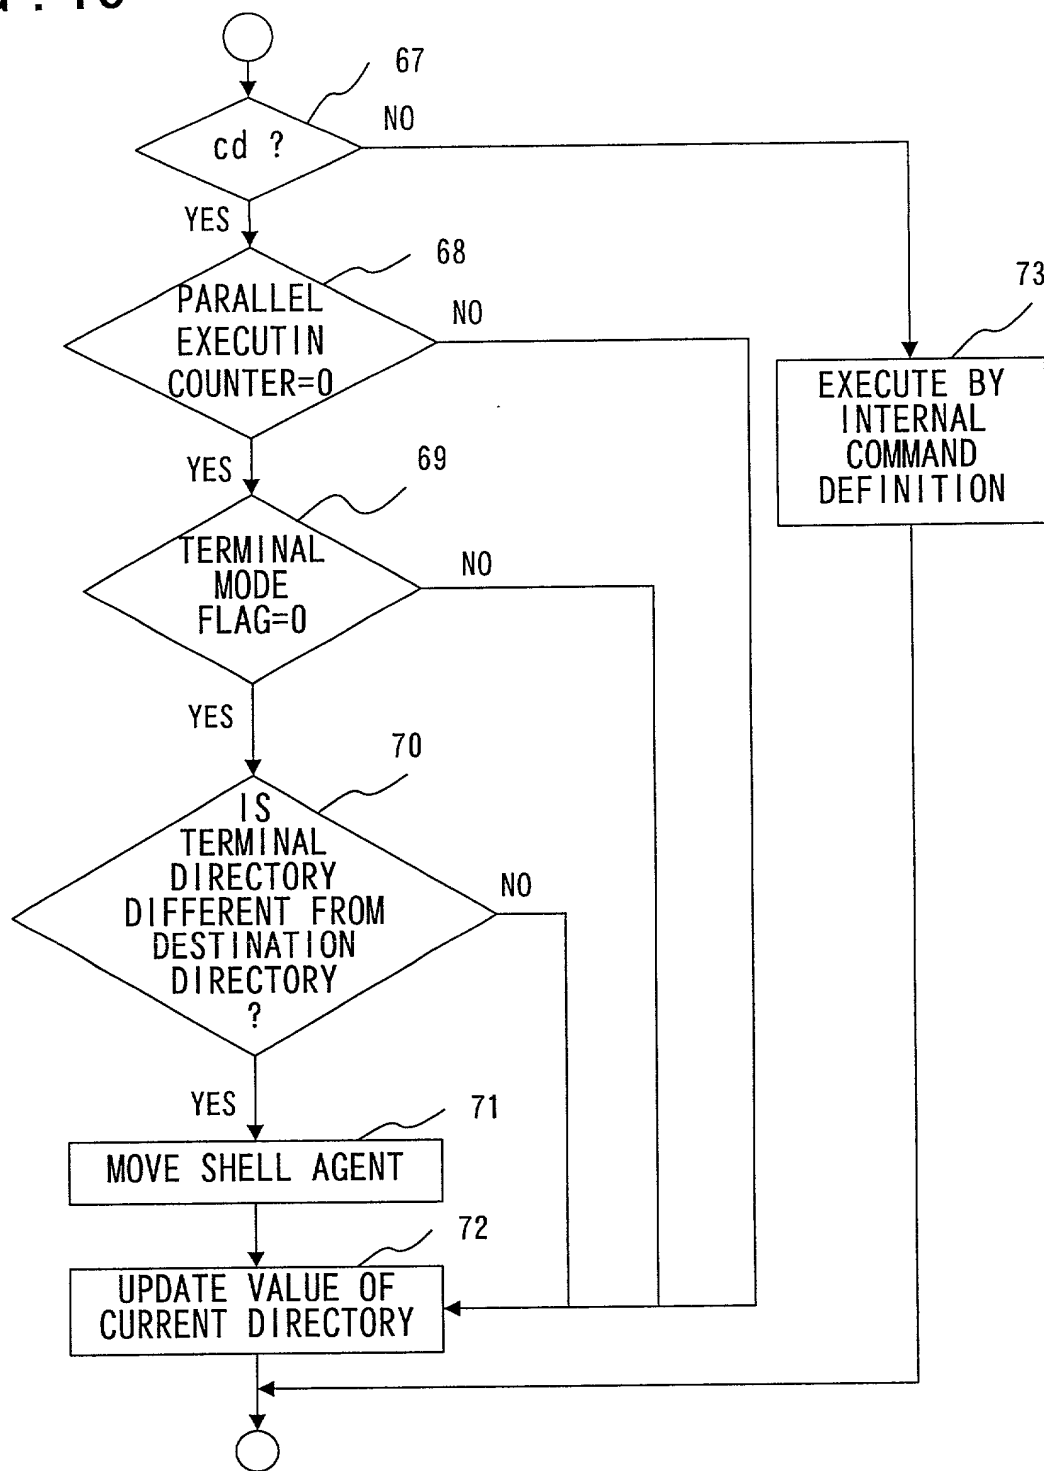 67
cd ?
NO
YES
68
PARALLEL
EXECUTIN
COUNTER=0
NO
73
EXECUTE BY
INTERNAL
COMMAND
DEFINITION
YES
69
TERMINAL
MODE
FLAG=0
NO
YES
70
IS
TERMINAL
DIRECTORY
DIFFERENT FROM
DESTINATION
DIRECTORY
?
NO
YES
71
MOVE SHELL AGENT
72
UPDATE VALUE OF
CURRENT DIRECTORY